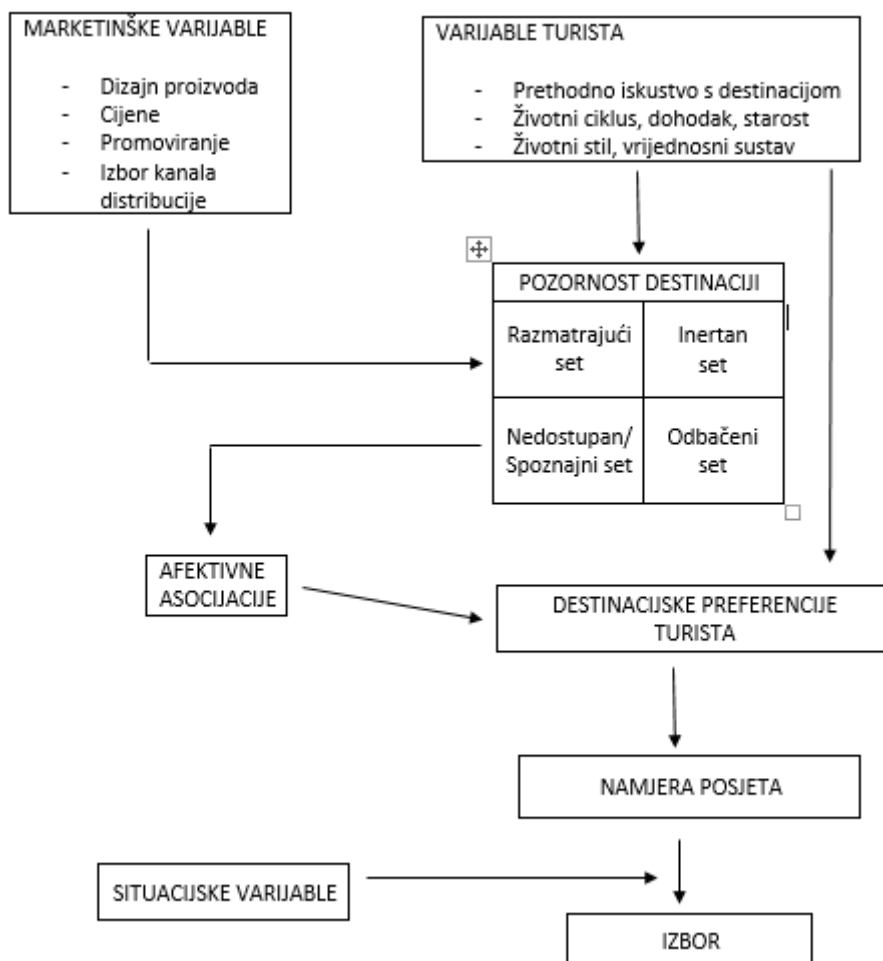 MARKETINŠKE VARIJABLE
- Dizajn proizvoda
- Cijene
- Promoviranje
- Izbor kanala
distribucije
VARIJABLE TURISTA
- Prethodno iskustvo s destinacijom
- Životni ciklus, dohodak, starost
- Životni stil, vrijednosni sustav
POZORNOST DESTINACIJI
Razmatrajući
set
Inertan
set
Nedostupan/
Spoznajni set
Odbačeni
set
AFEKTIVNE
ASOCIJACIJE
DESTINACIJSKE PREFERENCIJE
TURISTA
NAMJERA POSJETA
SITUACIJSKE VARIJABLE
IZBOR